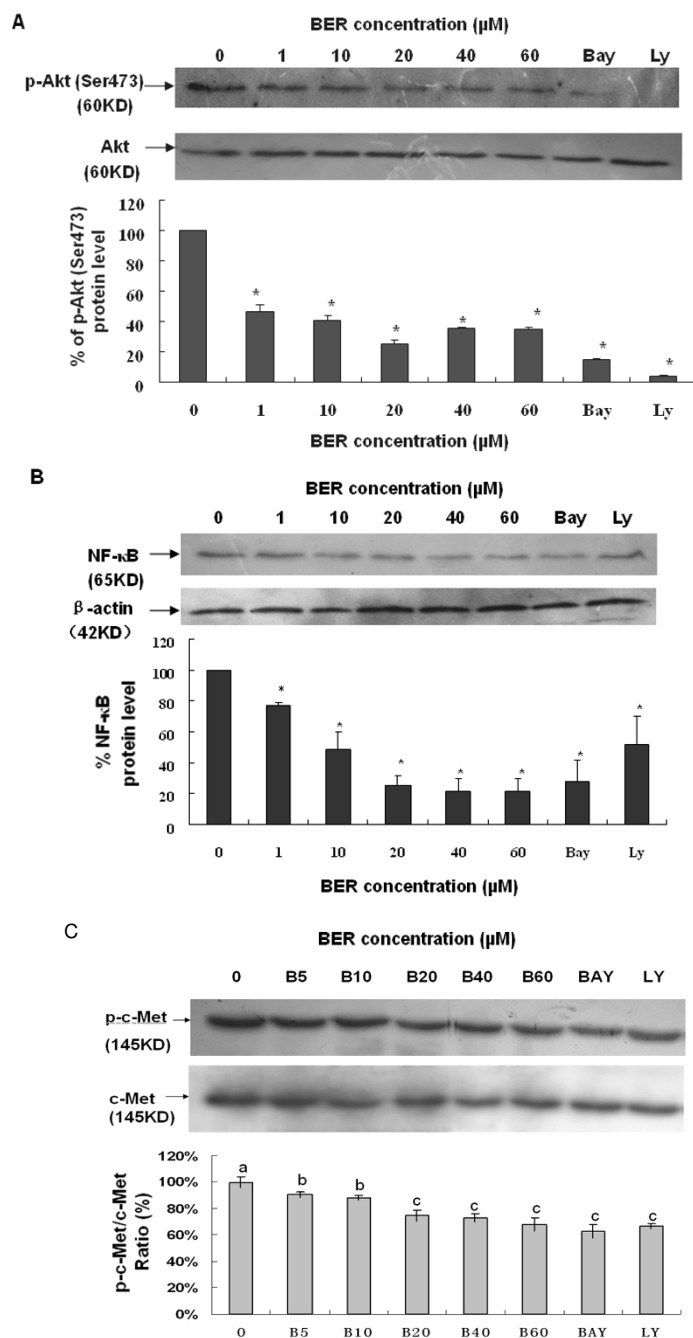 A
BER concentration (µM)
0 1 10 20 40 60 Bay Ly
p-Akt (Ser473)
(60KD)
Akt
(60KD)
% of p-Akt (Ser473)
protein level
120
100
80
60
40
20
0
* * * * * * *
0 1 10 20 40 60 Bay Ly
BER concentration (µM)
B
BER concentration (µM)
0 1 10 20 40 60 Bay Ly
NF-κB
(65KD)
β-actin
(42KD)
% NF-κB
protein level
100
80
60
40
20
0
* * * * * * *
0 1 10 20 40 60 Bay Ly
BER concentration (µM)
C
BER concentration (µM)
0 B5 B10 B20 B40 B60 BAY LY
p-c-Met
(145KD)
c-Met
(145KD)
p-c-Met/c-Met
Ratio (%)
120%
100%
80%
60%
40%
20%
0%
a b b c c c c c
0 B5 B10 B20 B40 B60 BAY LY